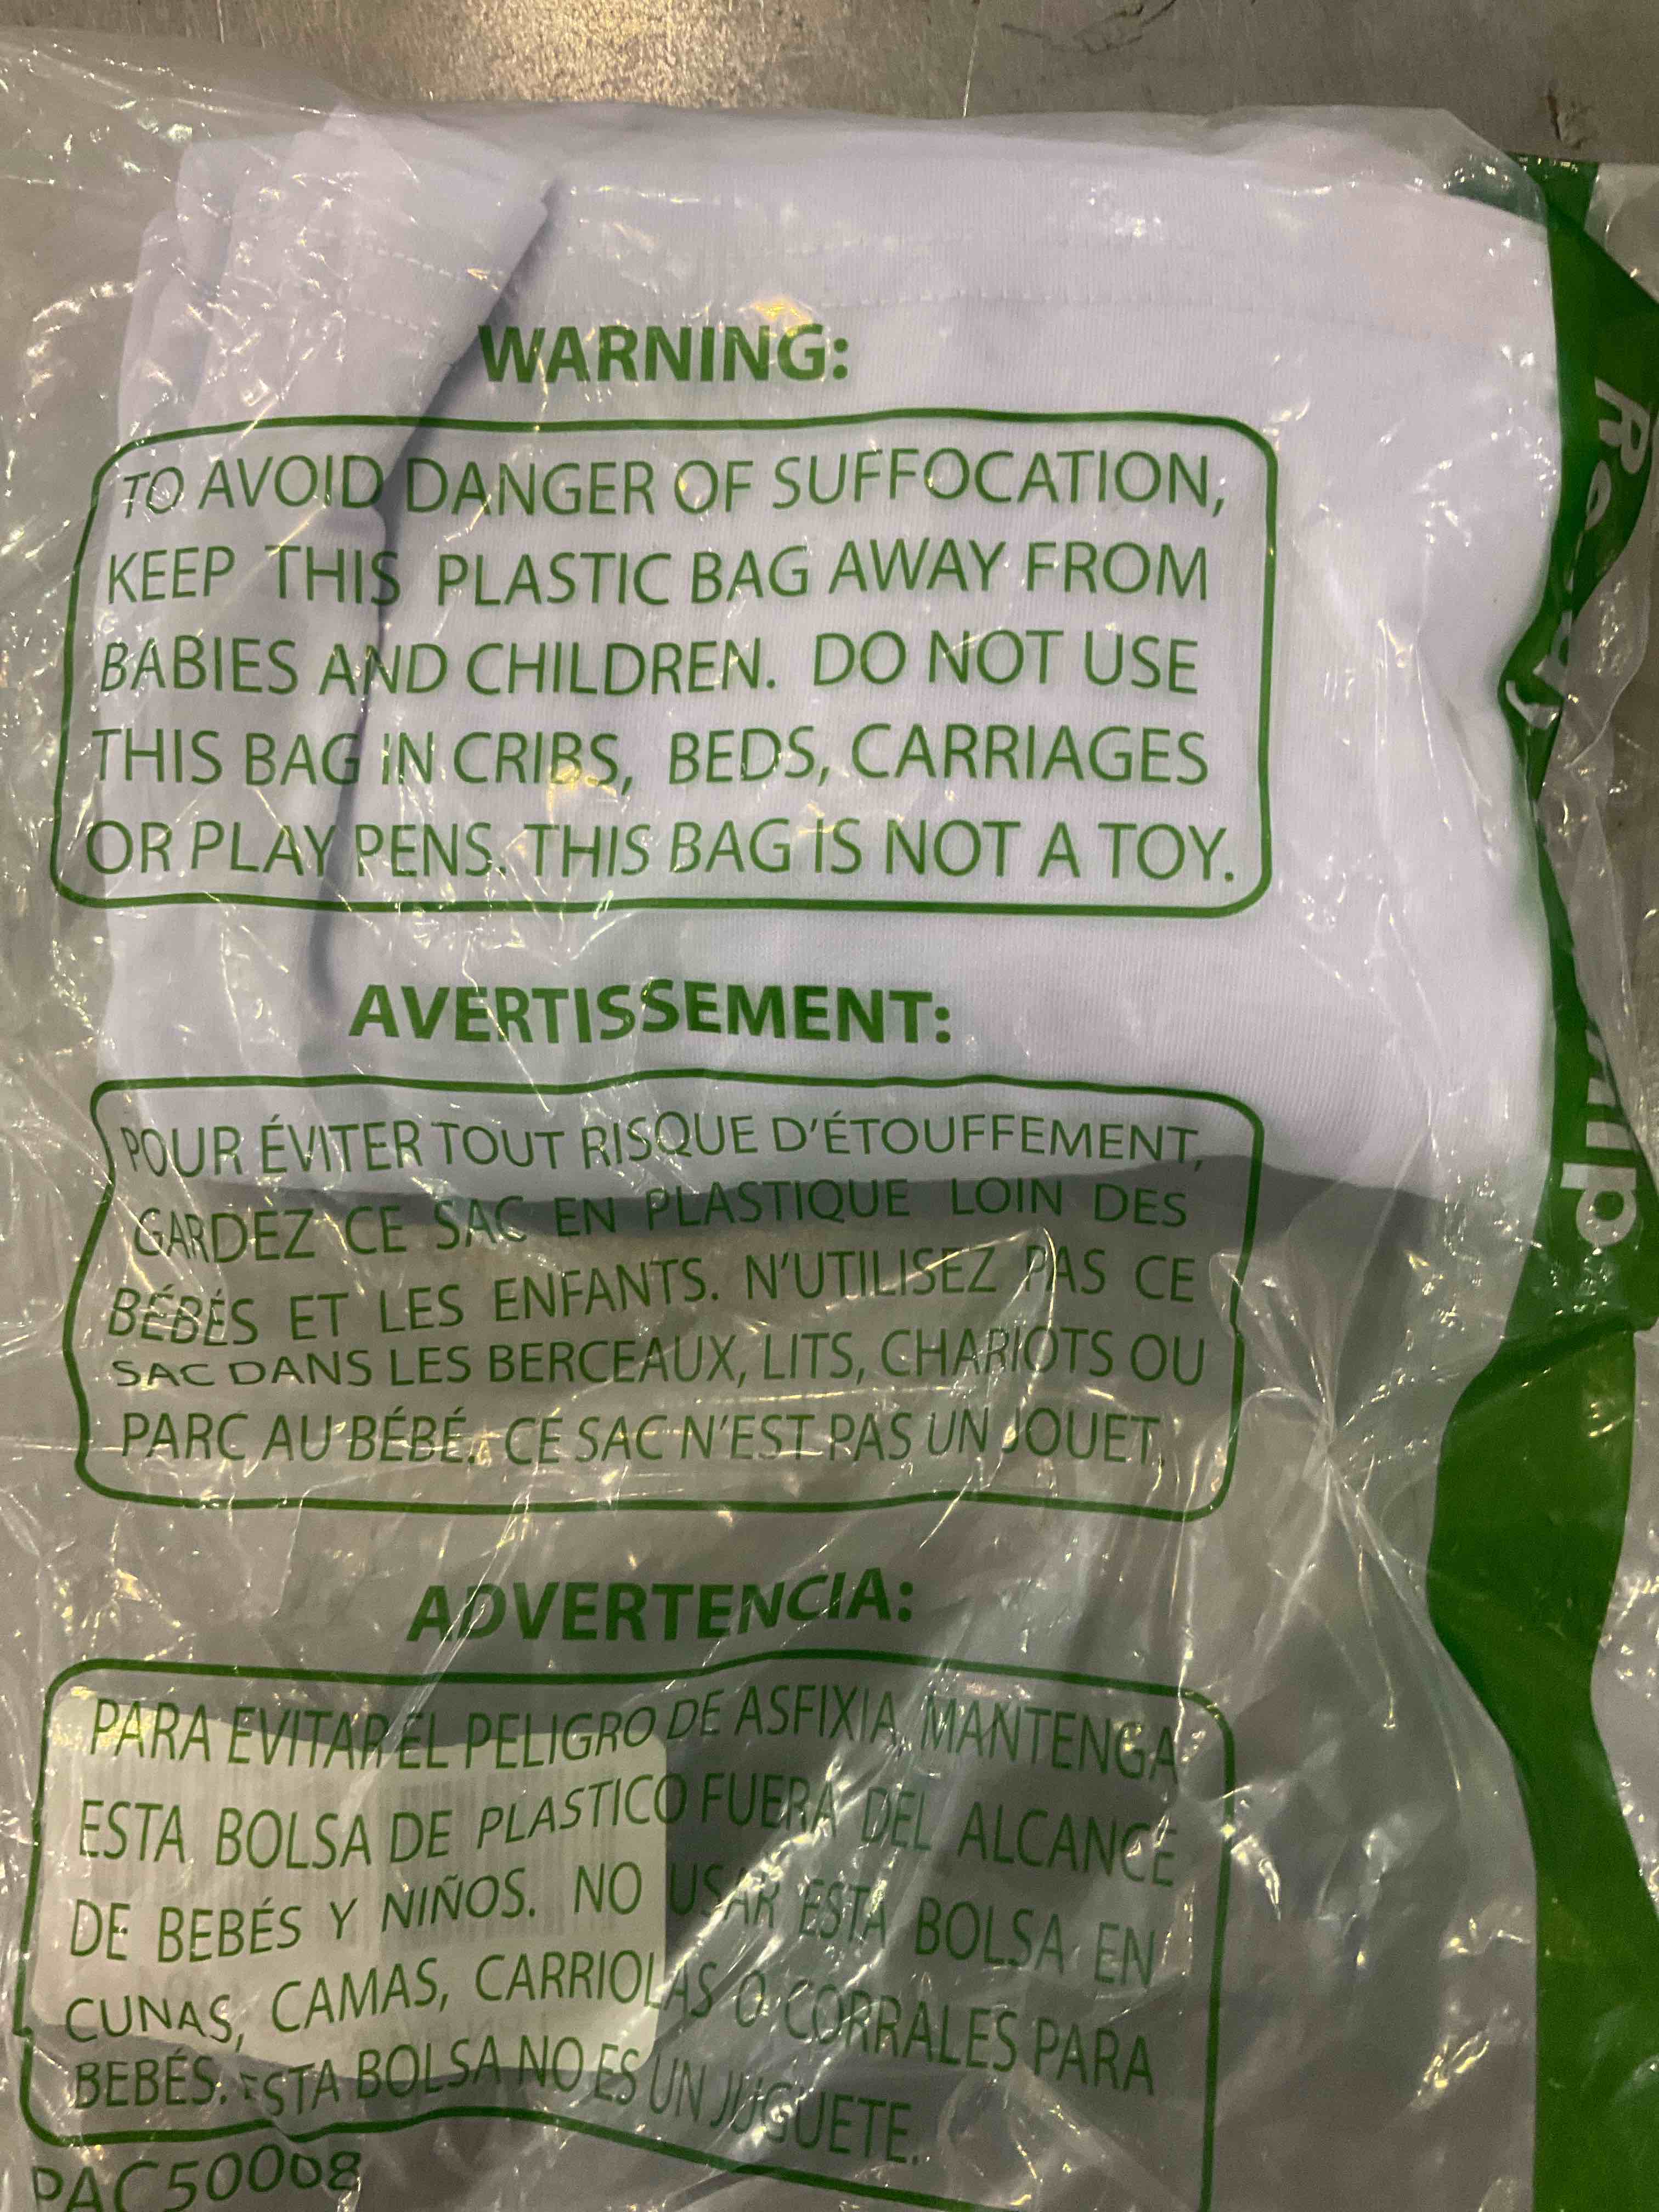 WARNING:
TO AVOID DANGER OF SUFFOCATION,
KEEP THIS PLASTIC BAG AWAY FROM
BABIES AND CHILDREN. DO NOT USE
THIS BAG IN CRIBS, BEDS, CARRIAGES
OR PLAY PENS. THIS BAG IS NOT A TOY.
AVERTISSEMENT:
POUR ÉVITER TOUT RISQUE D'ÉTOUFFEMENT,
GARDEZ CE SAC EN PLASTIQUE LOIN DES
BÉBÉS ET LES ENFANTS. N'UTILISEZ PAS CE
SAC DANS LES BERCEAUX, LITS, CHARIOTS OU
PARC AU BÉBÉ. CE SAC N'EST PAS UN JOUET.
ADVERTENCIA:
PARA EVITAR EL PELIGRO DE ASFIXIA, MANTENGA
ESTA BOLSA DE PLASTICO FUERA DEL ALCANCE
DE BEBÉS Y NIÑOS. NO USAR ESTA BOLSA EN
CUNAS, CAMAS, CARRIOLAS O CORRALES PARA
BEBÉS. ESTA BOLSA NO ES UN JUGUETE.
PAC50008